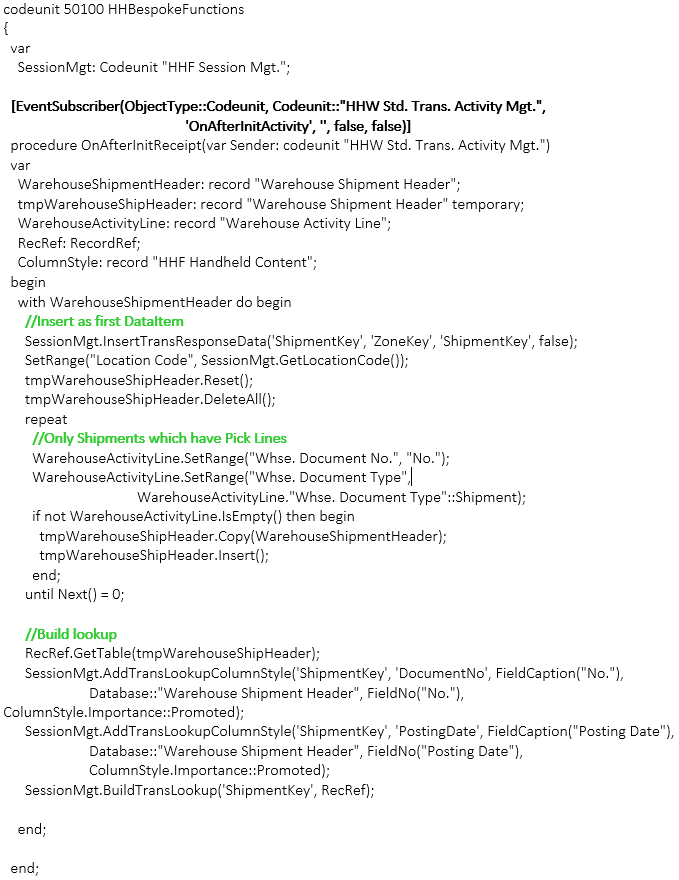 codeunit 50100 HHBespokeFunctions
{
  var
    SessionMgt: Codeunit "HHF Session Mgt.";

  [EventSubscriber(ObjectType::Codeunit, Codeunit::"HHW Std. Trans. Activity Mgt.",
                                    'OnAfterInitActivity', '', false, false)]
  procedure OnAfterInitReceipt(var Sender: codeunit "HHW Std. Trans. Activity Mgt.")
  var
    WarehouseShipmentHeader: record "Warehouse Shipment Header";
    tmpWarehouseShipHeader: record "Warehouse Shipment Header" temporary;
    WarehouseActivityLine: record "Warehouse Activity Line";
    RecRef: RecordRef;
    ColumnStyle: record "HHF Handheld Content";
  begin
    with WarehouseShipmentHeader do begin
      //Insert as first DataItem
      SessionMgt.InsertTransResponseData('ShipmentKey', 'ZoneKey', 'ShipmentKey', false);
      SetRange("Location Code", SessionMgt.GetLocationCode());
      tmpWarehouseShipHeader.Reset();
      tmpWarehouseShipHeader.DeleteAll();
      repeat
        //Only Shipments which have Pick Lines
        WarehouseActivityLine.SetRange("Whse. Document No.", "No.");
        WarehouseActivityLine.SetRange("Whse. Document Type",
                          WarehouseActivityLine."Whse. Document Type"::Shipment);
        if not WarehouseActivityLine.IsEmpty() then begin
          tmpWarehouseShipHeader.Copy(WarehouseShipmentHeader);
          tmpWarehouseShipHeader.Insert();
        end;
      until Next() = 0;

      //Build lookup
      RecRef.GetTable(tmpWarehouseShipHeader);
      SessionMgt.AddTransLookupColumnStyle('ShipmentKey', 'DocumentNo', FieldCaption("No."),
                  Database::"Warehouse Shipment Header", FieldNo("No."),
ColumnStyle.Importance::Promoted);
      SessionMgt.AddTransLookupColumnStyle('ShipmentKey', 'PostingDate', FieldCaption("Posting Date"),
                  Database::"Warehouse Shipment Header", FieldNo("Posting Date"),
                  ColumnStyle.Importance::Promoted);
      SessionMgt.BuildTransLookup('ShipmentKey', RecRef);

    end;

  end;